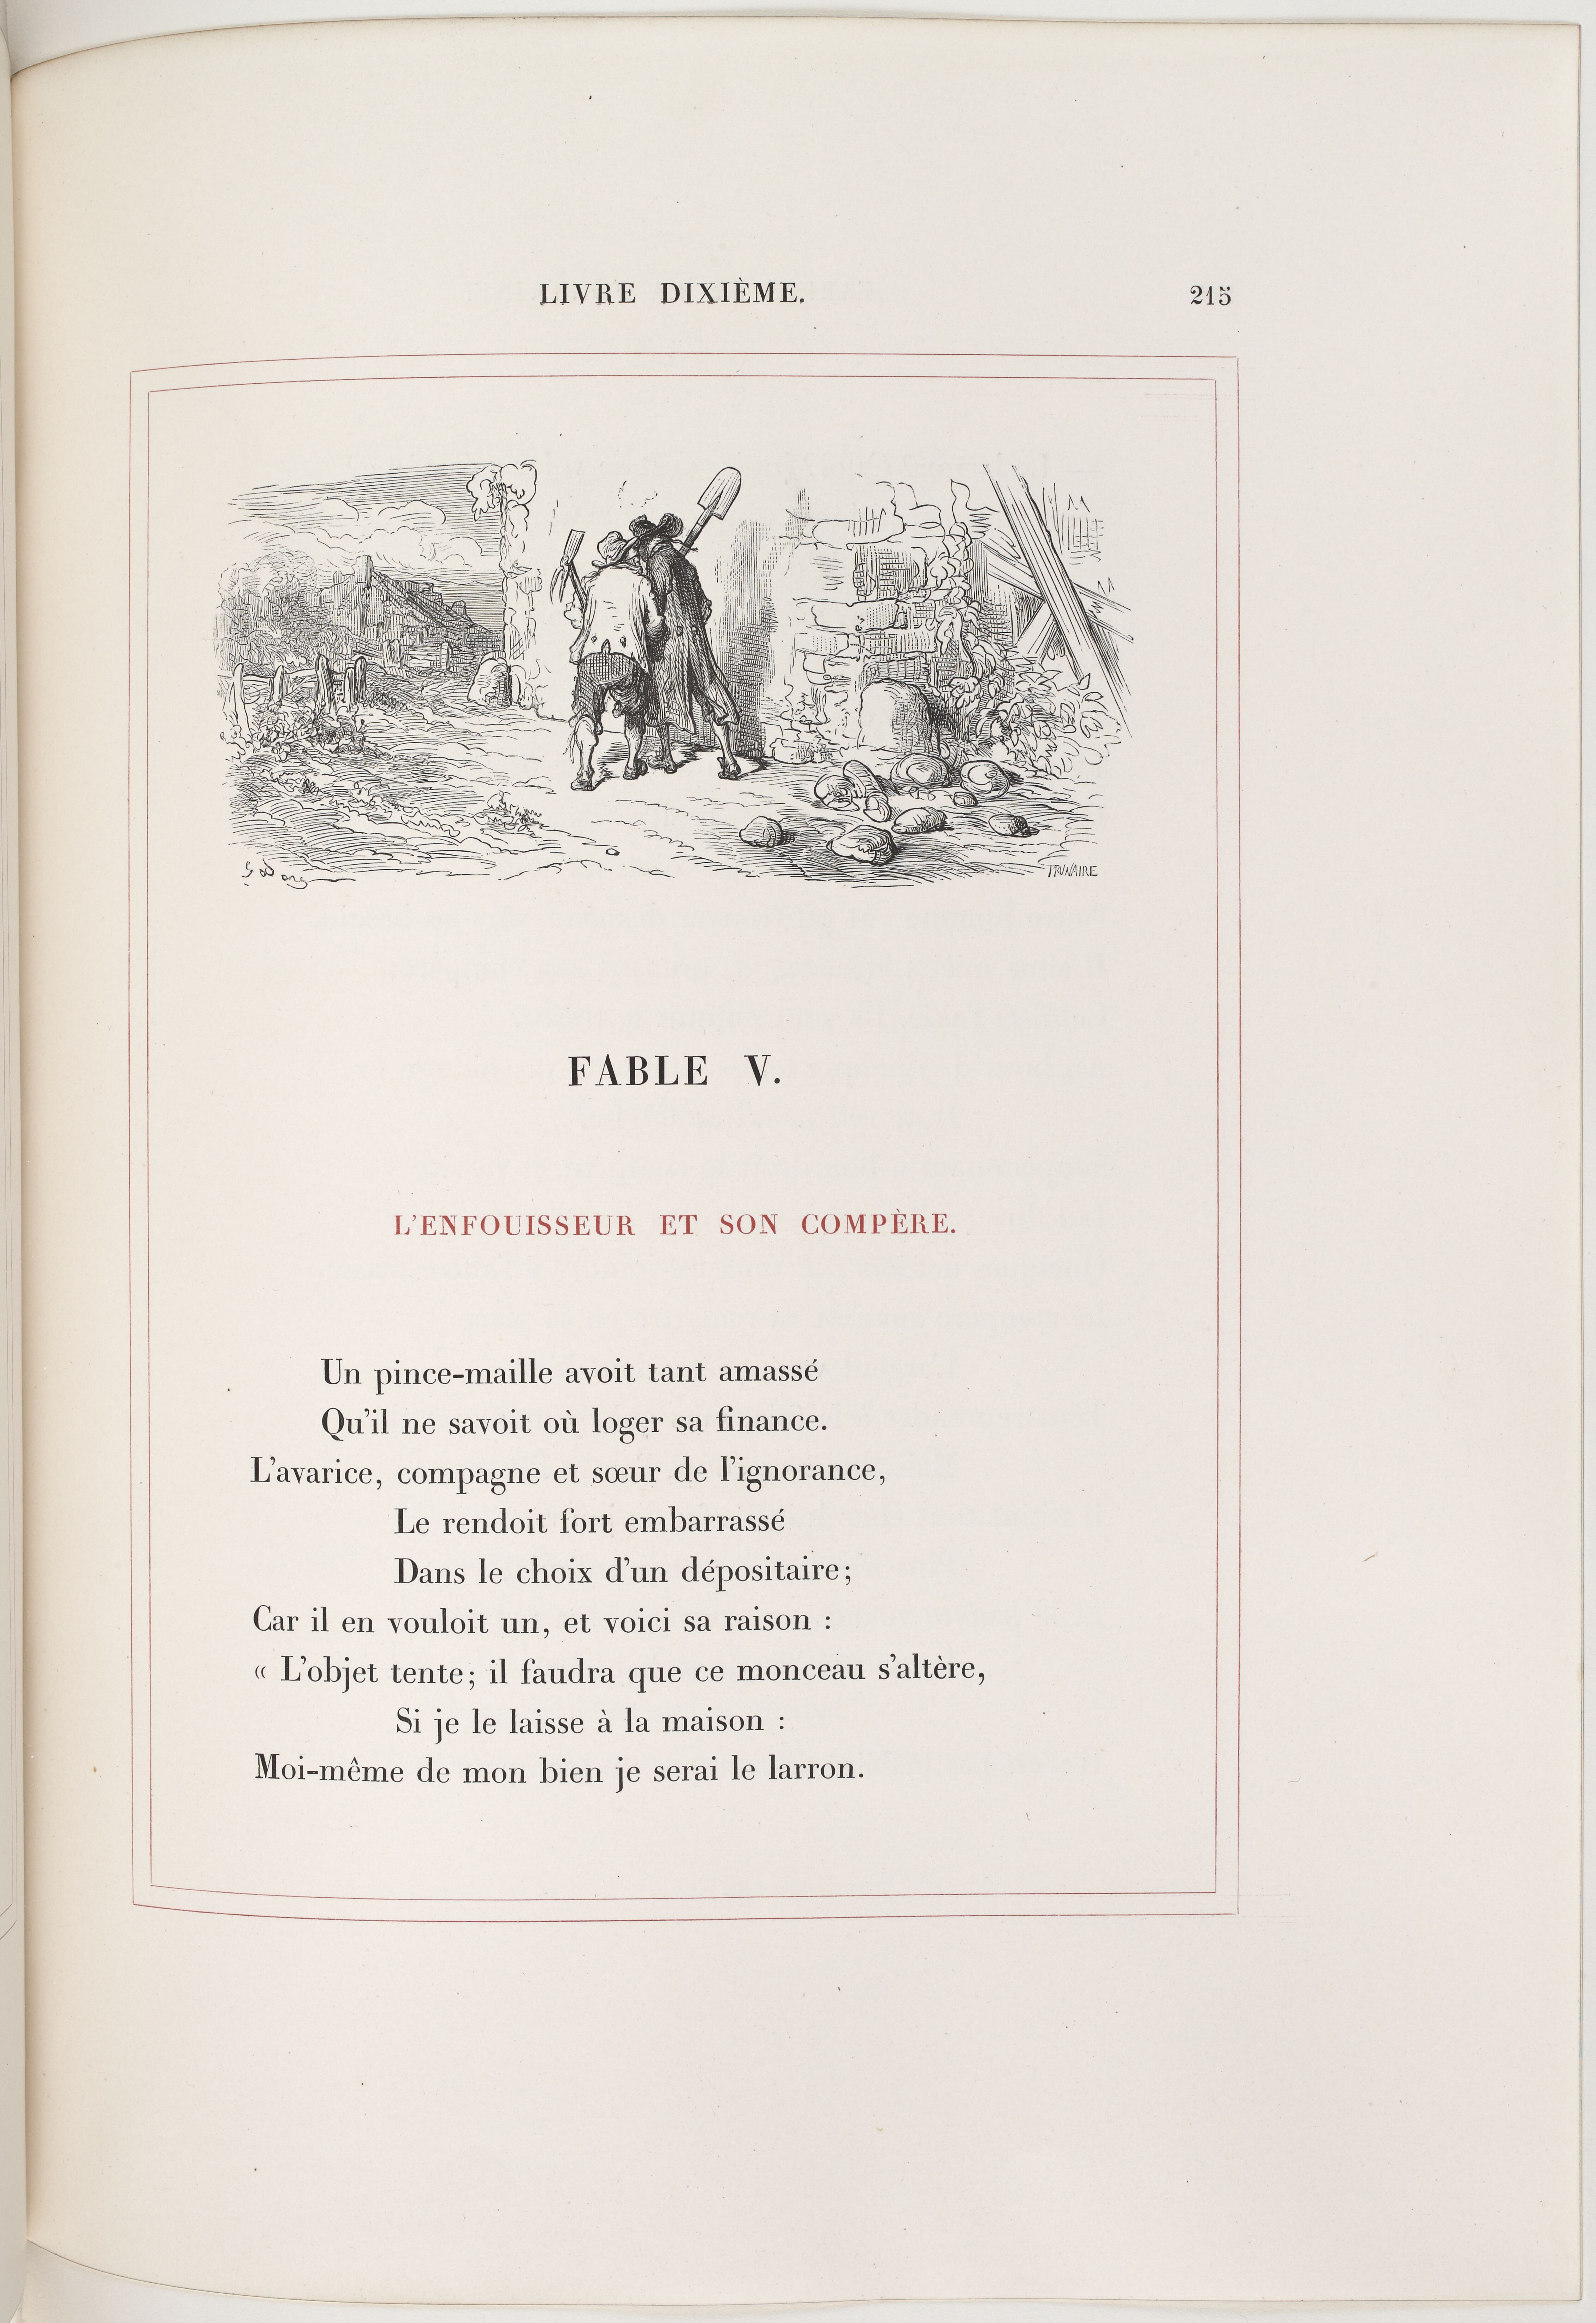 LIVRE DIXIÈME.
215
G Doré
TRUNAIRE
FABLE V.
L'ENFOUISSEUR ET SON COMPÈRE.
Un pince-maille avoit tant amassé
Qu'il ne savoit où loger sa finance.
L'avarice, compagne et sœur de l'ignorance,
Le rendoit fort embarrassé
Dans le choix d'un dépositaire;
Car il en vouloit un, et voici sa raison :
« L'objet tente; il faudra que ce monceau s'altère,
Si je le laisse à la maison :
Moi-même de mon bien je serai le larron.